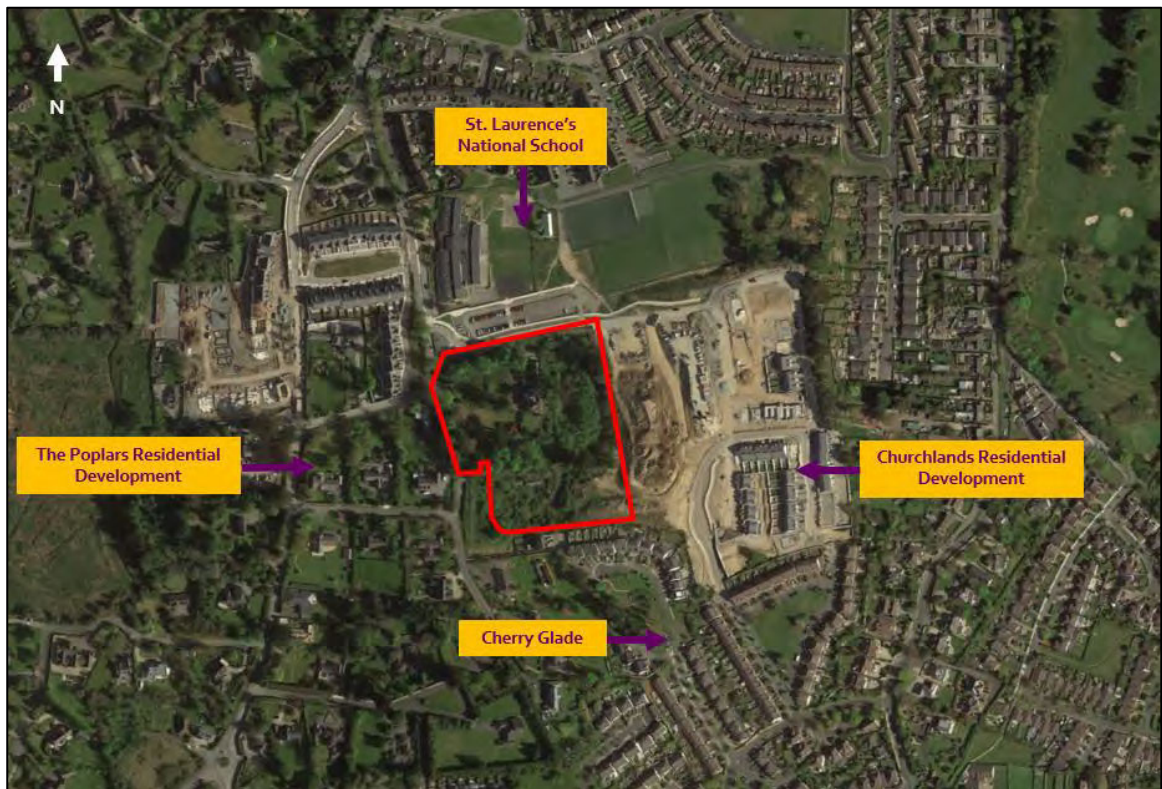 N
St. Laurence's
National School
The Poplars Residential
Development
Churchlands Residential
Development
Cherry Glade